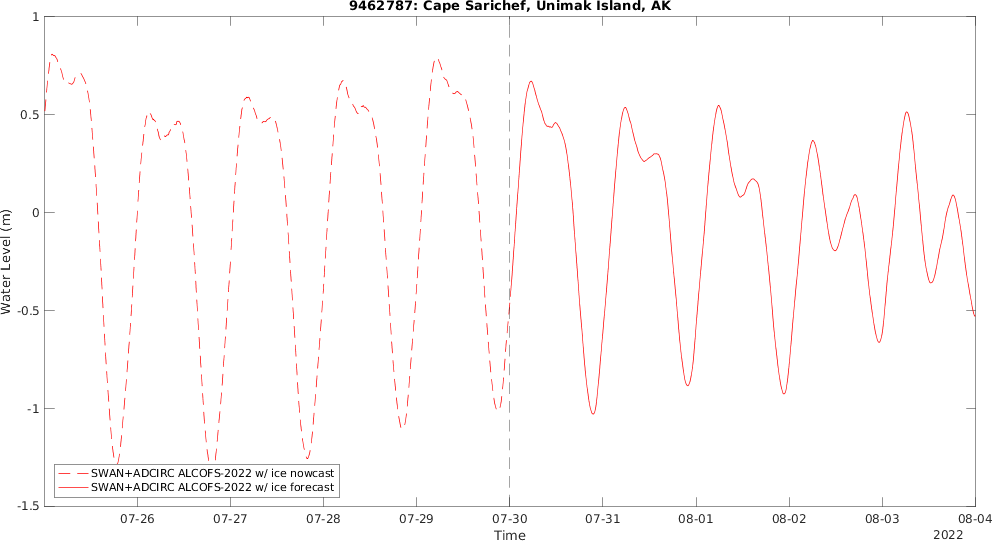 9462787: Cape Sarichef, Unimak Island, AK
Water Level (m)
1
0.5
0
-0.5
-1
-1.5
SWAN+ADCIRC ALCOFS-2022 w/ ice nowcast
SWAN+ADCIRC ALCOFS-2022 w/ ice forecast
07-26 07-27 07-28 07-29 07-30 07-31 08-01 08-02 08-03 08-04
Time
2022